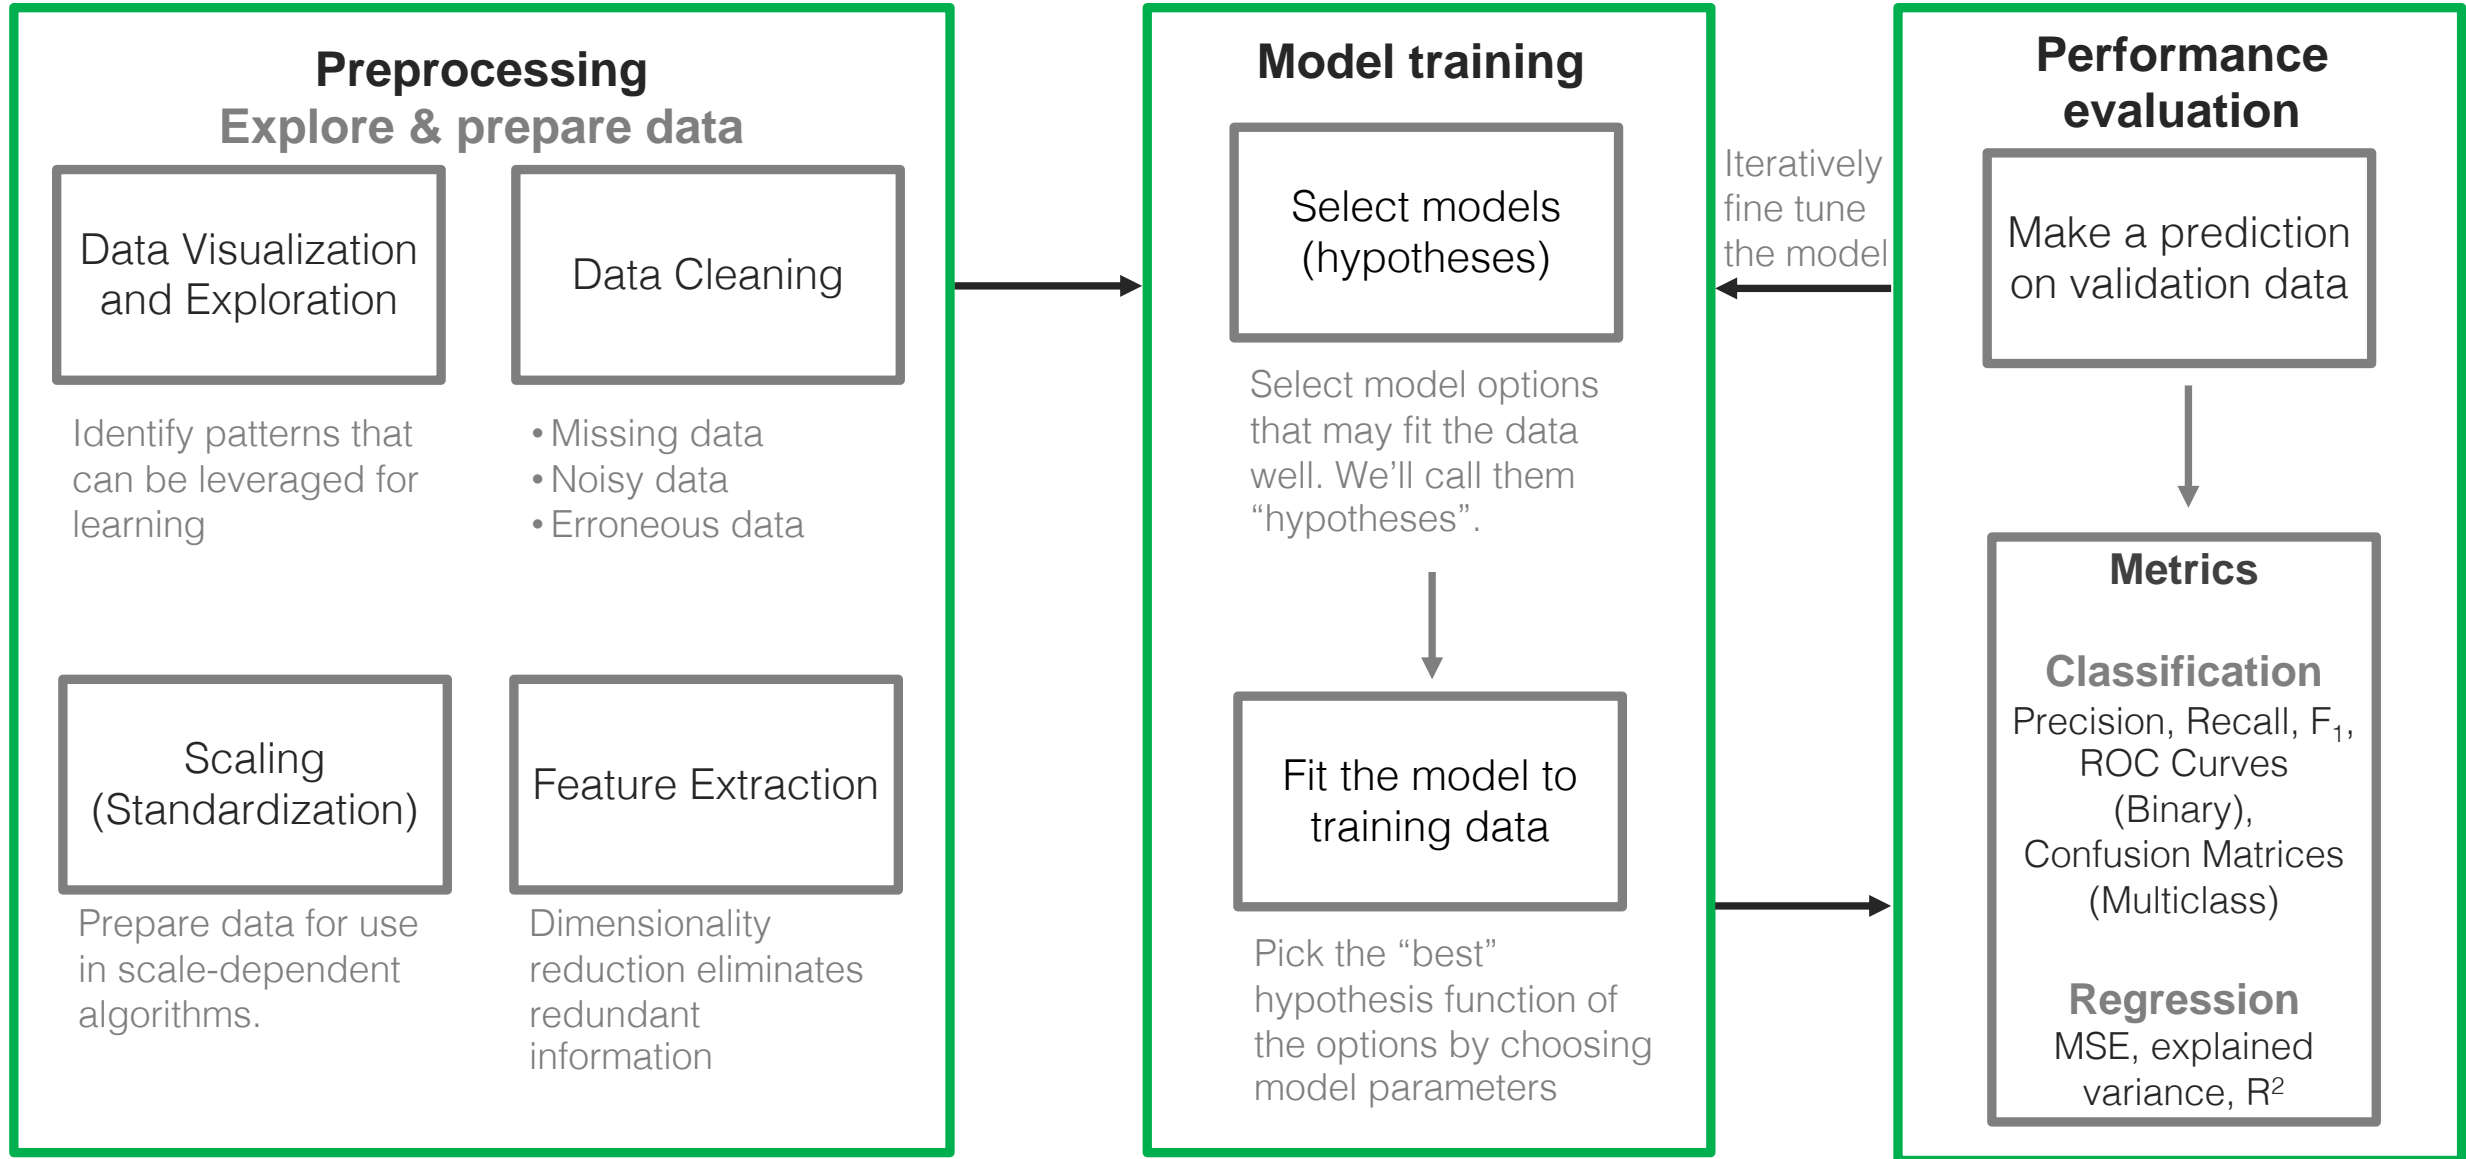 Preprocessing
Explore & prepare data
Data Visualization
and Exploration
Identify patterns that
can be leveraged for
learning
Data Cleaning
• Missing data
• Noisy data
• Erroneous data
Scaling
(Standardization)
Prepare data for use
in scale-dependent
algorithms.
Feature Extraction
Dimensionality
reduction eliminates
redundant
information
Model training
Select models
(hypotheses)
Select model options
that may fit the data
well. We’ll call them
“hypotheses”.
Fit the model to
training data
Pick the “best”
hypothesis function of
the options by choosing
model parameters
Iteratively
fine tune
the model
Performance
evaluation
Make a prediction
on validation data
Metrics
Classification
Precision, Recall, F₁,
ROC Curves
(Binary),
Confusion Matrices
(Multiclass)
Regression
MSE, explained
variance, R²